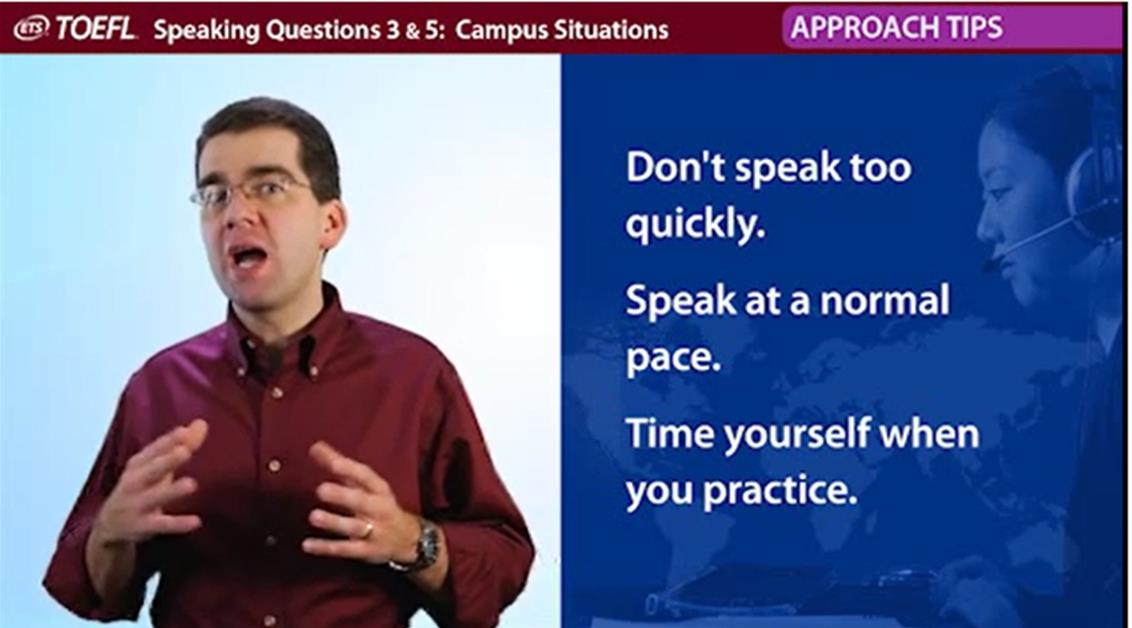 ETS TOEFL Speaking Questions 3 & 5: Campus Situations
APPROACH TIPS
Don't speak too
quickly.
Speak at a normal
pace.
Time yourself when
you practice.